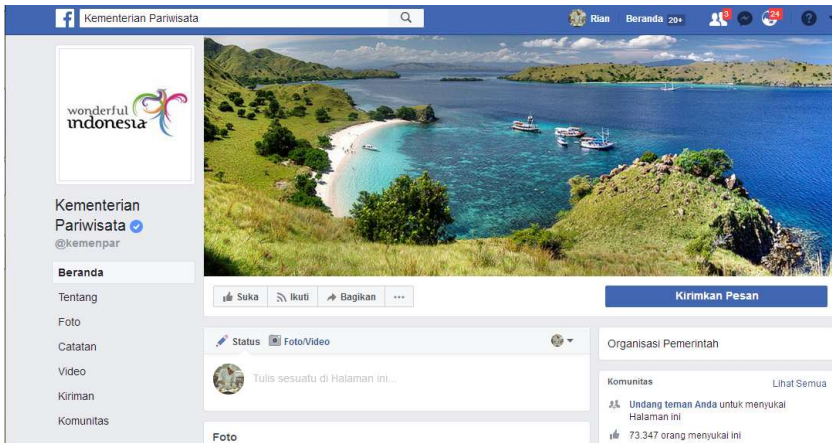 Kementerian Pariwisata
Rian Beranda 20+ 3 24
wonderful
indonesia
Kementerian
Pariwisata
@kemenpar
Beranda
Tentang
Foto
Catatan
Video
Kiriman
Komunitas
Suka Ikuti Bagikan ...
Kirimkan Pesan
Status Foto/Video
Tulis sesuatu di Halaman ini...
Foto
Organisasi Pemerintah
Komunitas Lihat Semua
Undang teman Anda untuk menyukai
Halaman ini
73.347 orang menyukai ini